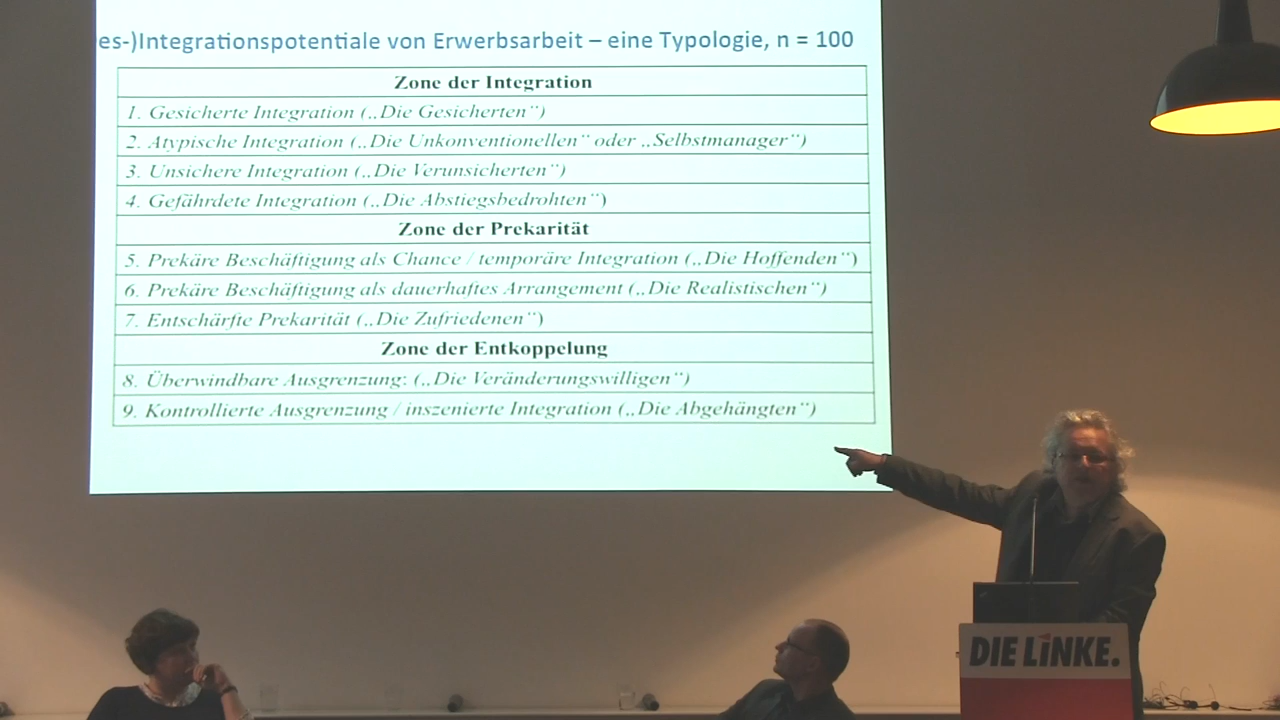 es-)Integrationspotentiale von Erwerbsarbeit – eine Typologie, n = 100
Zone der Integration
1. Gesicherte Integration („Die Gesicherten“)
2. Atypische Integration („Die Unkonventionellen“ oder „Selbstmanager“)
3. Unsichere Integration („Die Verunsicherten“)
4. Gefährdete Integration („Die Abstiegsbedrohten“)
Zone der Prekarität
5. Prekäre Beschäftigung als Chance / temporäre Integration („Die Hoffenden“)
6. Prekäre Beschäftigung als dauerhaftes Arrangement („Die Realistischen“)
7. Entschärfte Prekarität („Die Zufriedenen“)
Zone der Entkoppelung
8. Überwindbare Ausgrenzung: („Die Veränderungswilligen“)
9. Kontrollierte Ausgrenzung / inszenierte Integration („Die Abgehängten“)
DIE LINKE.